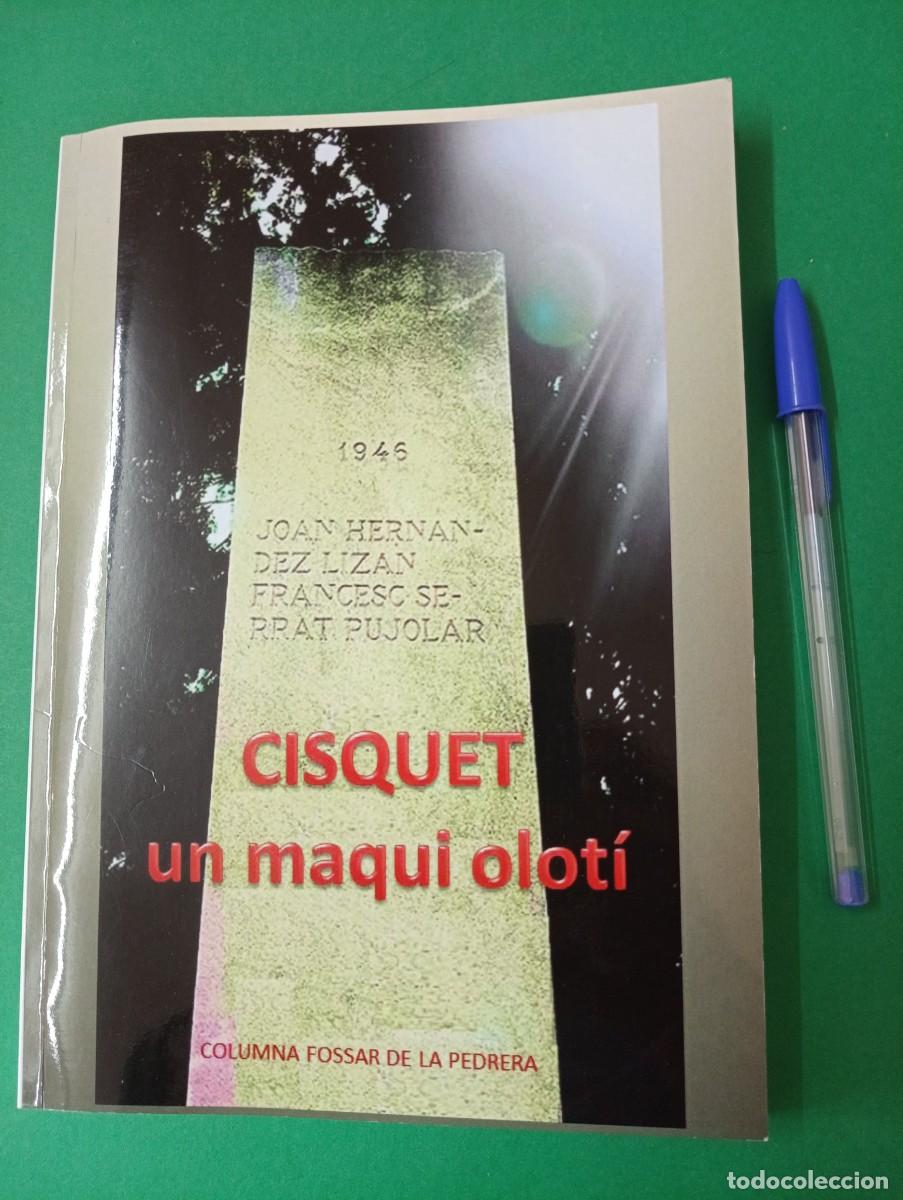 1946
JOAN HERNAN-
DEZ LIZAN
FRANCESC SE-
RRAT PUJOLAR
CISQUET
un maqui olotí
COLUMNA FOSSAR DE LA PEDRERA
todocoleccion